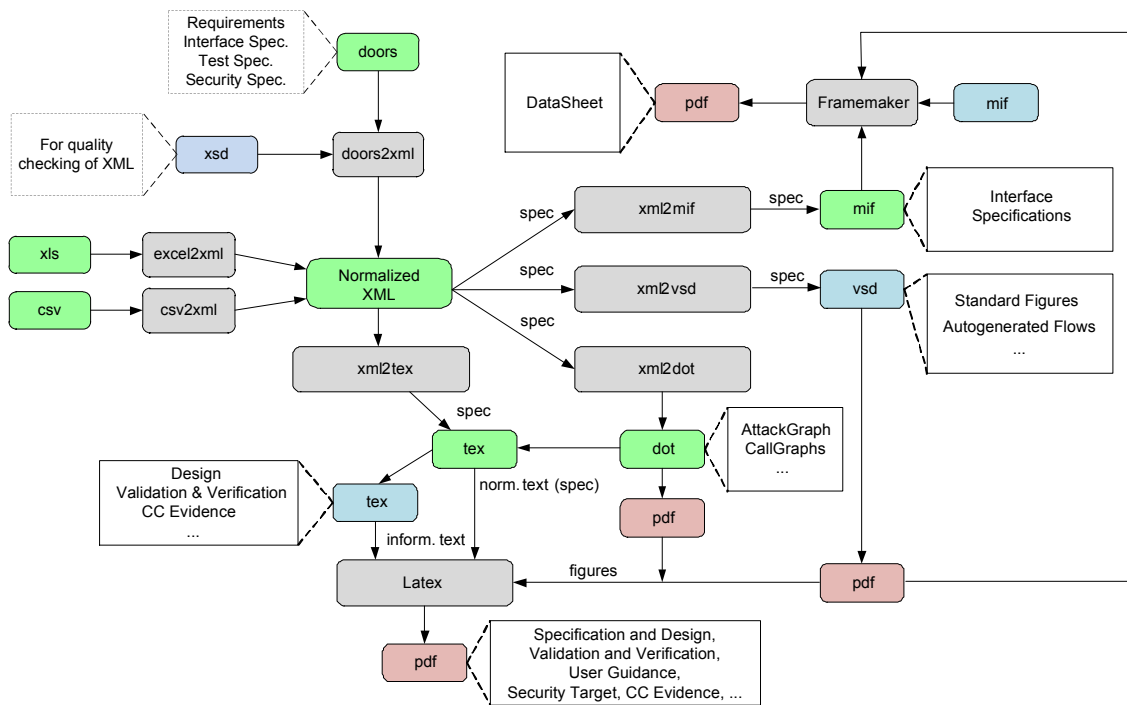 Requirements
Interface Spec.
Test Spec.
Security Spec.
doors
DataSheet
pdf
Framemaker
mif
For quality
checking of XML
xsd
doors2xml
spec
xml2mif
spec
mif
Interface
Specifications
xls
excel2xml
Normalized
XML
spec
xml2vsd
spec
vsd
Standard Figures
Autogenerated Flows
...
csv
csv2xml
spec
xml2tex
xml2dot
spec
tex
dot
AttackGraph
CallGraphs
...
Design
Validation & Verification
CC Evidence
...
tex
norm. text (spec)
pdf
inform. text
Latex
figures
pdf
pdf
Specification and Design,
Validation and Verification,
User Guidance,
Security Target, CC Evidence, ...